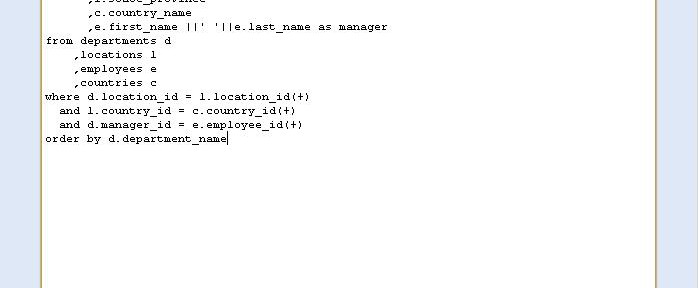 ,c.country_name
,e.first_name ||' '||e.last_name as manager
from departments d
,locations l
,employees e
,countries c
where d.location_id = l.location_id(+)
and l.country_id = c.country_id(+)
and d.manager_id = e.employee_id(+)
order by d.department_name